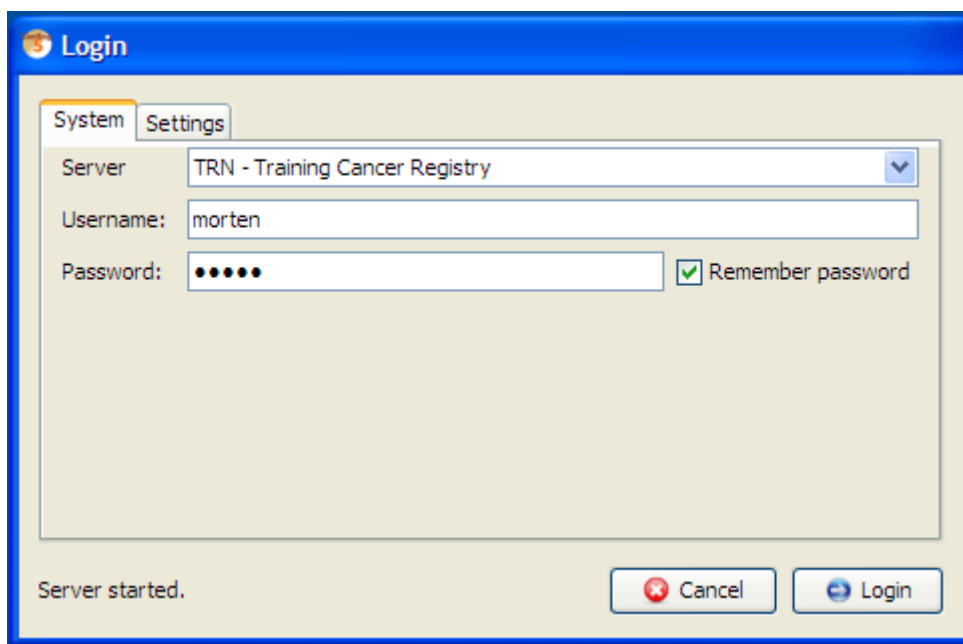 Login
System Settings
Server TRN - Training Cancer Registry
Username: morten
Password: ●●●●● Remember password
Server started. Cancel Login